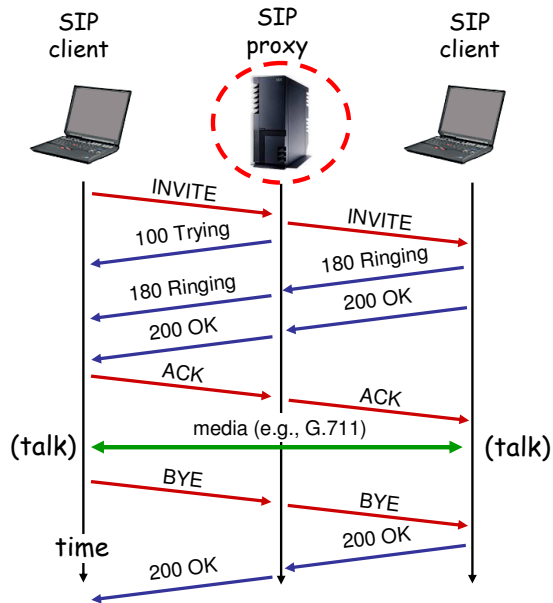 SIP
client
SIP
proxy
SIP
client
INVITE
INVITE
100 Trying
180 Ringing
180 Ringing
200 OK
200 OK
ACK
ACK
media (e.g., G.711)
(talk)
(talk)
BYE
BYE
time
200 OK
200 OK